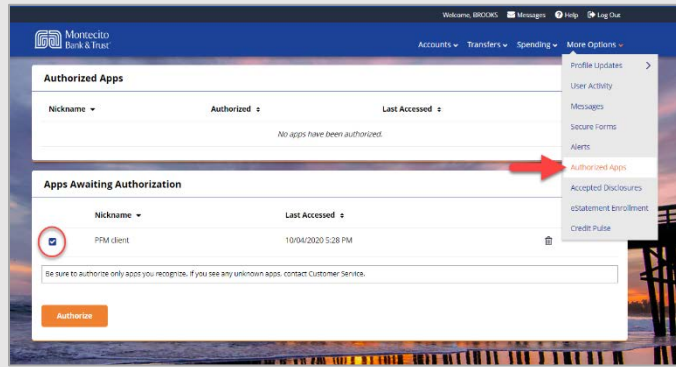 Welcome, BROOKS Messages Help Log Out
Montecito
Bank & Trust
Accounts Transfers Spending More Options
Profile Updates
User Activity
Messages
Secure Forms
Alerts
Authorized Apps
Accepted Disclosures
eStatement Enrollment
Credit Pulse
Authorized Apps
Nickname Authorized Last Accessed
No apps have been authorized.
Apps Awaiting Authorization
Nickname Last Accessed
PFM client 10/04/2020 5:28 PM
Be sure to authorize only apps you recognize. If you see any unknown apps, contact Customer Service.
Authorize